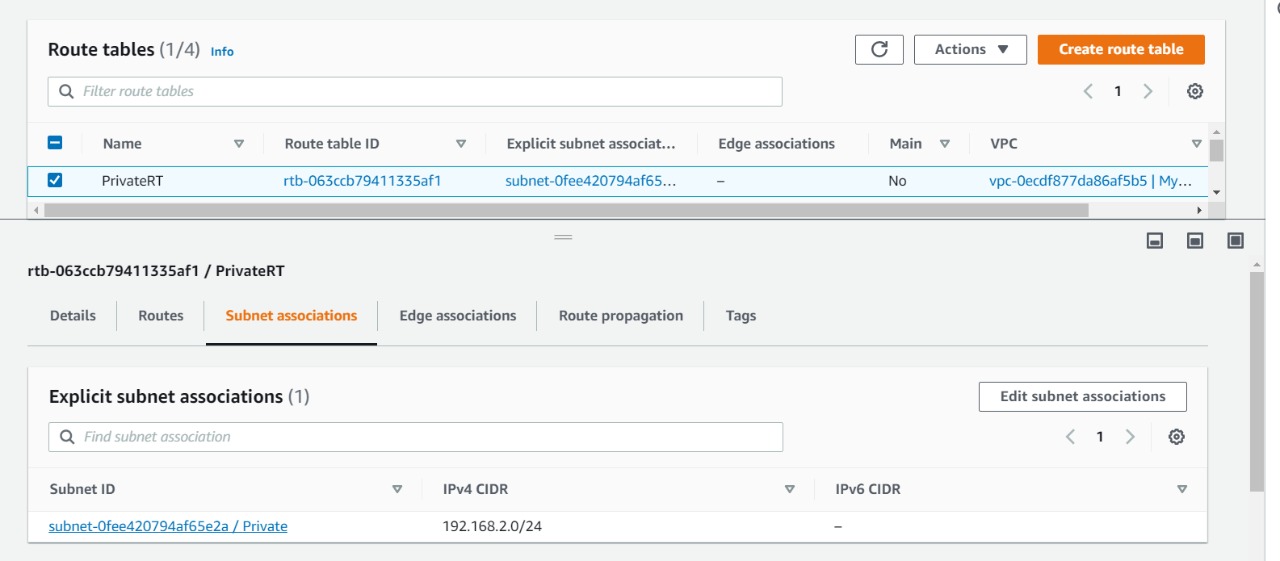 Route tables (1/4) Info
Actions ▼ Create route table
Filter route tables
1
Name Route table ID Explicit subnet associat... Edge associations Main VPC
PrivateRT rtb-063ccb79411335af1 subnet-0fee420794af65... – No vpc-0ecdf877da86af5b5 | My...
rtb-063ccb79411335af1 / PrivateRT
Details Routes Subnet associations Edge associations Route propagation Tags
Explicit subnet associations (1) Edit subnet associations
Find subnet association 1
Subnet ID IPv4 CIDR IPv6 CIDR
subnet-0fee420794af65e2a / Private 192.168.2.0/24 –